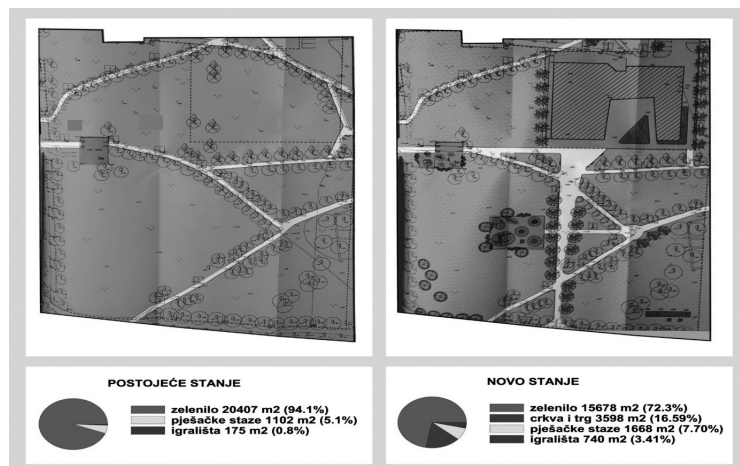 POSTOJEĆE STANJE
zelenilo 20407 m2 (94.1%)
pješačke staze 1102 m2 (5.1%)
igrališta 175 m2 (0.8%)
NOVO STANJE
zelenilo 15678 m2 (72.3%)
crkva i trg 3598 m2 (16.59%)
pješačke staze 1668 m2 (7.70%)
igrališta 740 m2 (3.41%)